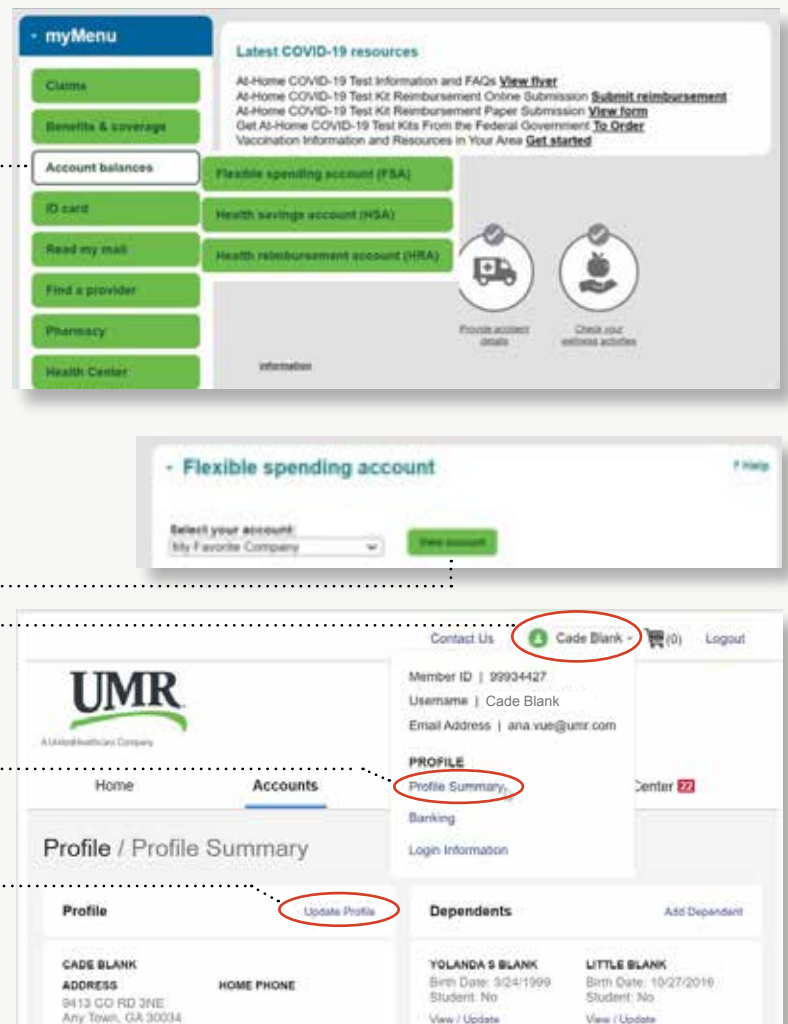 myMenu
Latest COVID-19 resources
At-Home COVID-19 Test Information and FAQs View flyer
At-Home COVID-19 Test Kit Reimbursement Online Submission Submit reimbursement
At-Home COVID-19 Test Kit Reimbursement Paper Submission View form
Get At-Home COVID-19 Test Kits From the Federal Government To Order
Vaccination Information and Resources in Your Area Get started
Claims
Benefits & coverage
Account balances
Flexible spending account (FSA)
ID card
Health savings account (HSA)
Read my mail
Health reimbursement account (HRA)
Find a provider
Pharmacy
Provide accident details
Check your wellness activities
Health Center
information
Flexible spending account
? Help
Select your account:
My Favorite Company
View account
Contact Us
Cade Blank
(0)
Logout
UMR
A UnitedHealthcare Company
Member ID | 99934427
Username | Cade Blank
Email Address | ana.vue@umr.com
PROFILE
Home
Accounts
Profile Summary
Center 22
Banking
Profile / Profile Summary
Login Information
Profile
Update Profile
Dependents
Add Dependent
CADE BLANK
YOLANDA S BLANK
LITTLE BLANK
ADDRESS
HOME PHONE
Birth Date: 3/24/1999
Birth Date: 10/27/2016
9413 CO RD 3NE
Student: No
Student: No
Any Town, GA 30034
View / Update
View / Update